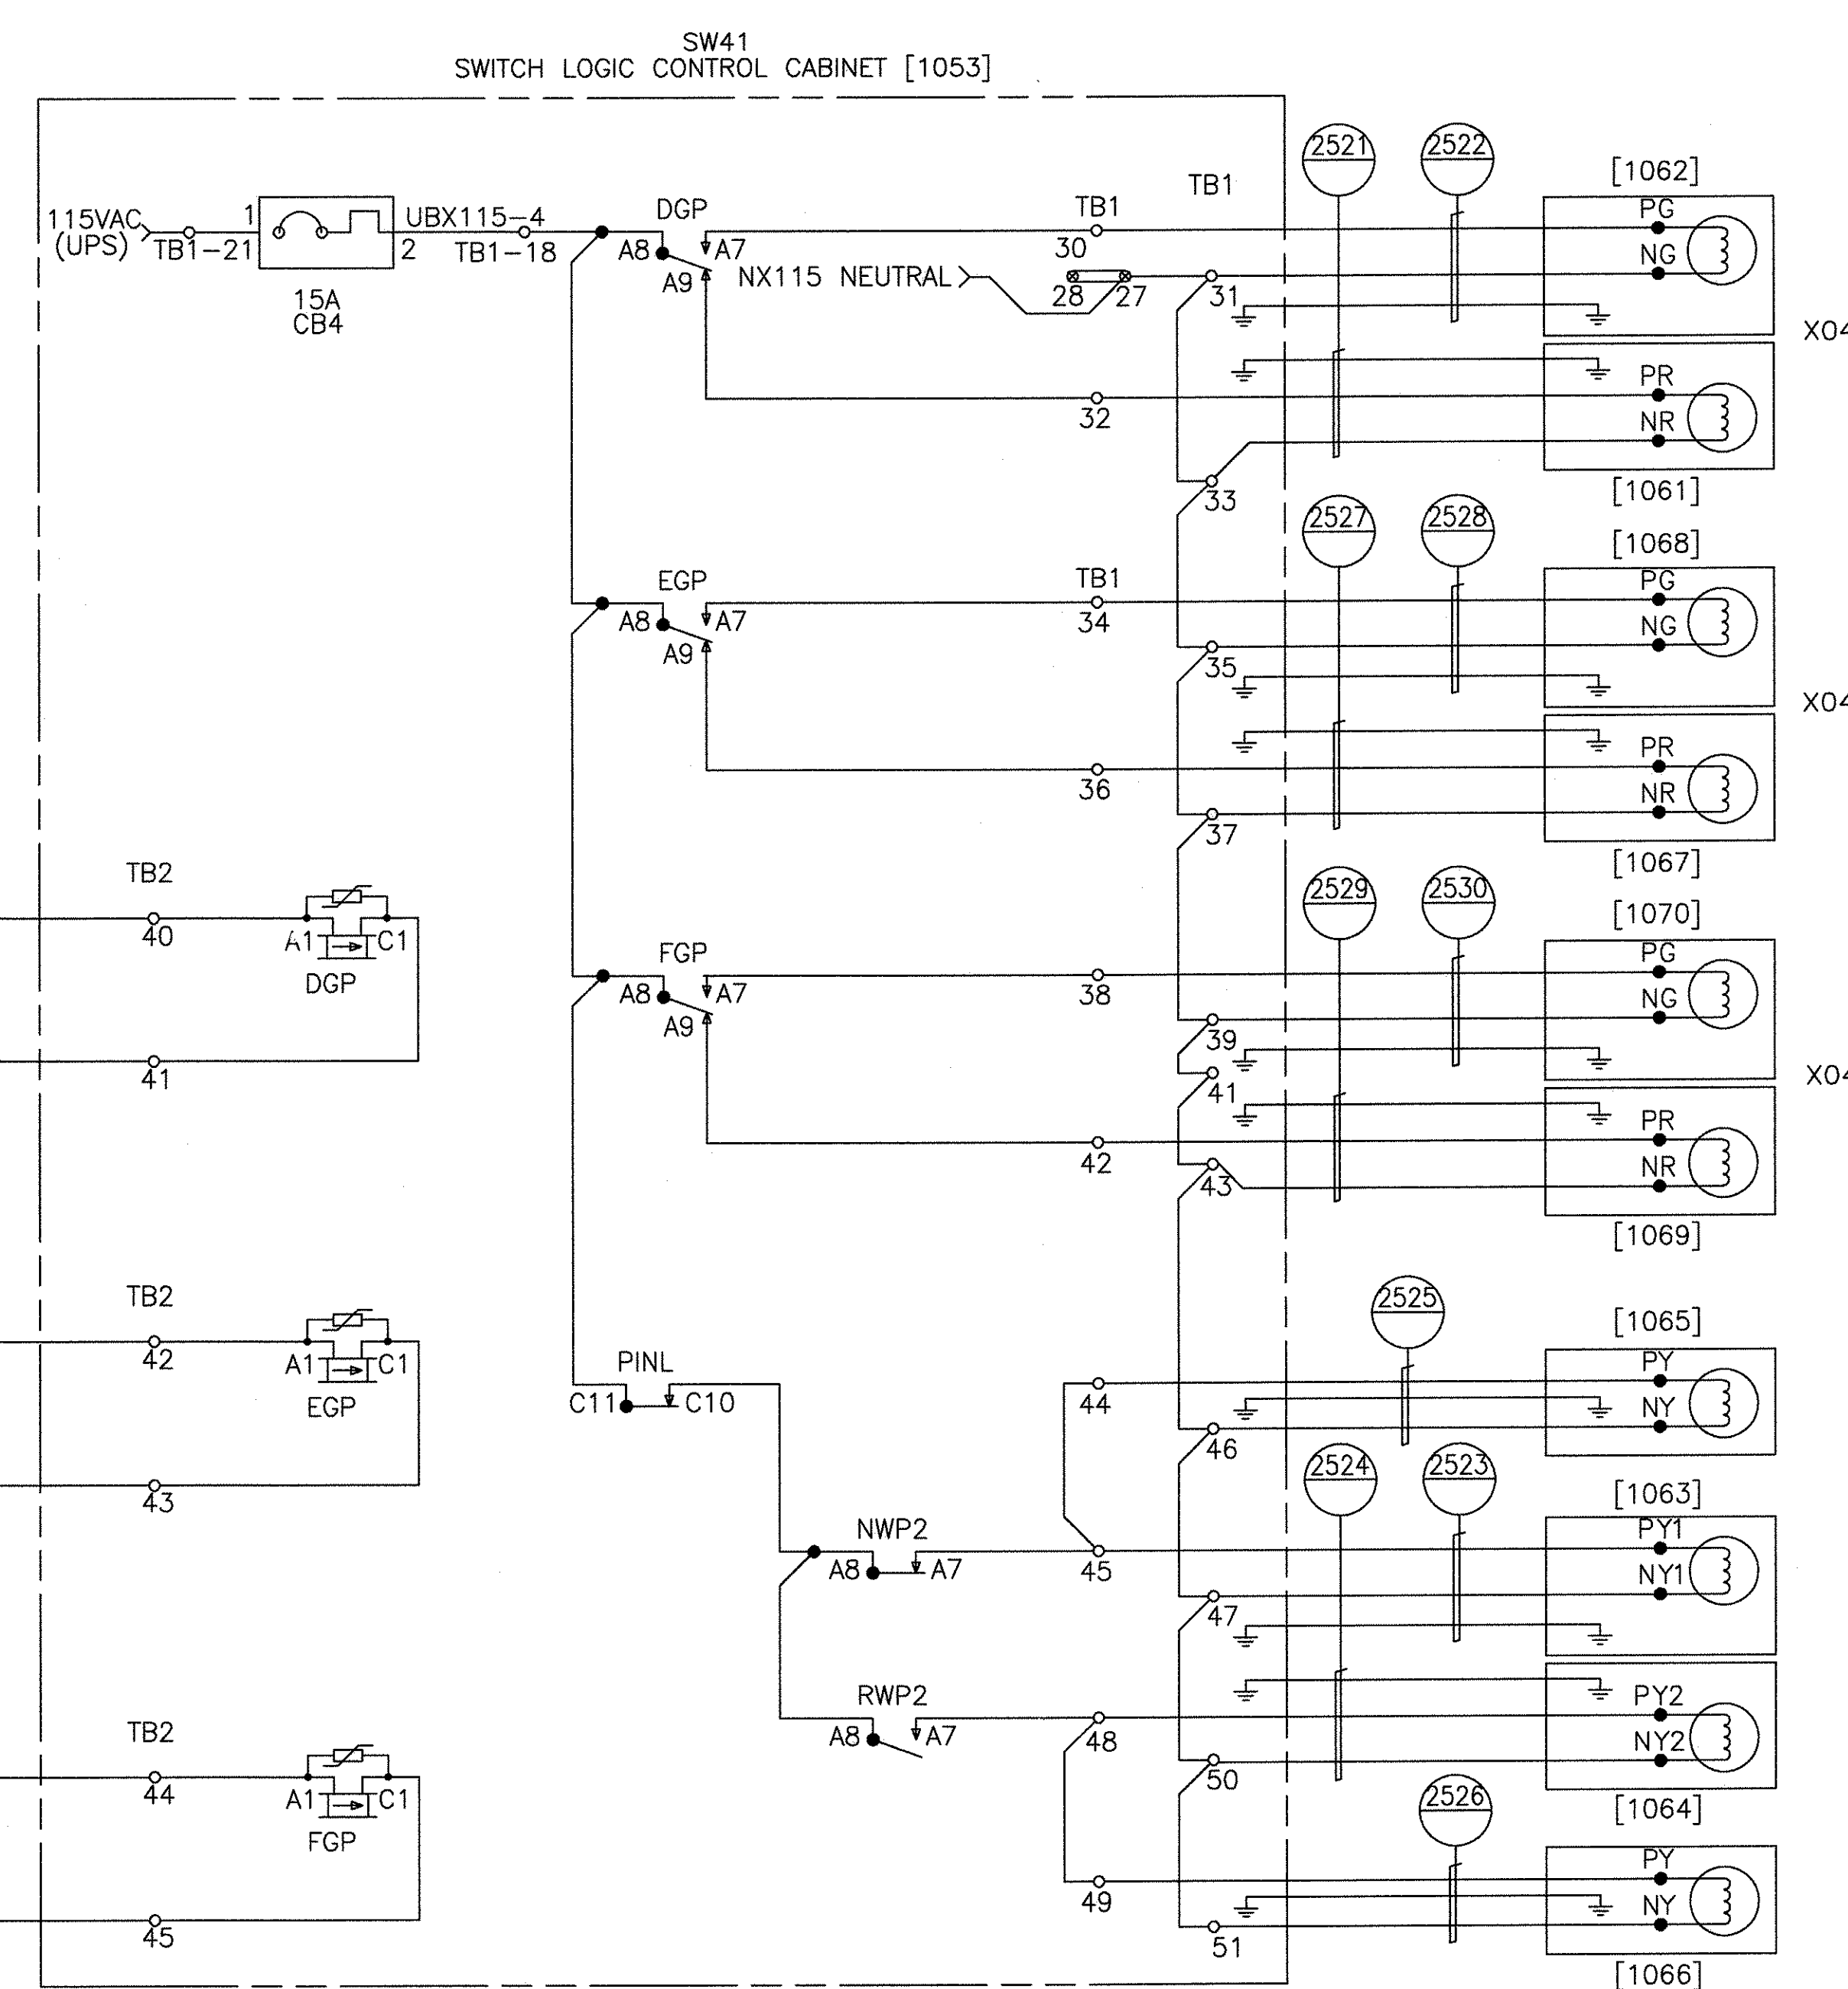 SW41
SWITCH LOGIC CONTROL CABINET [1053]
115VAC
(UPS)
TB1-21
1
2
15A
CB4
UBX115-4
TB1-18
DGP
A8
A7
A9
NX115 NEUTRAL
TB1
30
28
27
31
TB1
2521
2522
[1062]
PG
NG
32
33
PR
NR
[1061]
2527
2528
[1068]
EGP
A8
A7
A9
TB1
34
35
PG
NG
36
37
PR
NR
[1067]
2529
2530
[1070]
TB2
40
A1
C1
DGP
41
FGP
A8
A7
A9
38
39
41
PG
NG
42
43
PR
NR
[1069]
TB2
42
A1
C1
EGP
43
PINL
C11
C10
44
46
2525
[1065]
PY
NY
2524
2523
[1063]
NWP2
A8
A7
45
47
PY1
NY1
RWP2
A8
A7
48
50
PY2
NY2
[1064]
TB2
44
A1
C1
FGP
45
2526
49
51
PY
NY
[1066]